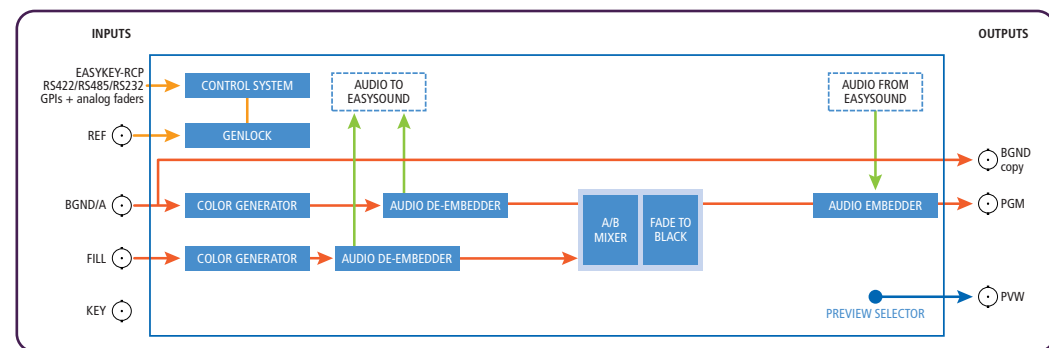 INPUTS
OUTPUTS
EASYKEY-RCP
RS422/RS485/RS232
GPIs + analog faders
CONTROL SYSTEM
AUDIO TO
EASYSOUND
AUDIO FROM
EASYSOUND
REF
GENLOCK
BGND
copy
BGND/A
COLOR GENERATOR
AUDIO DE-EMBEDDER
A/B
MIXER
FADE TO
BLACK
AUDIO EMBEDDER
PGM
FILL
COLOR GENERATOR
AUDIO DE-EMBEDDER
KEY
PREVIEW SELECTOR
PVW